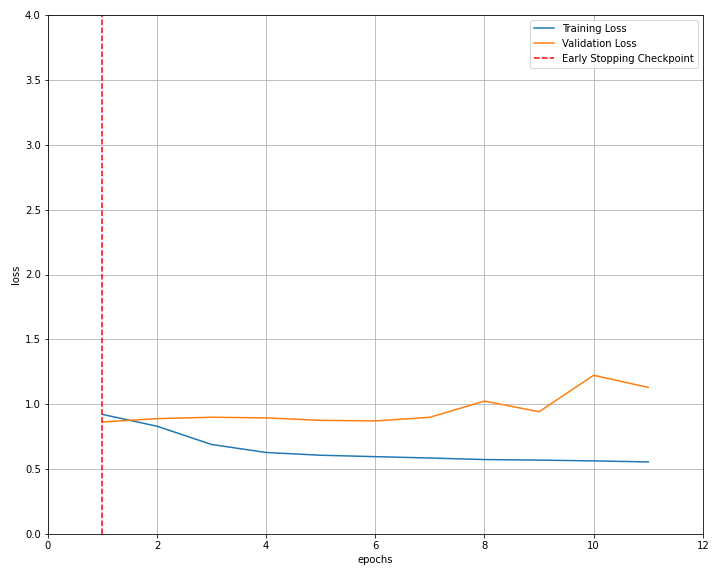 Training Loss
Validation Loss
Early Stopping Checkpoint
4.0
3.5
3.0
2.5
2.0
1.5
1.0
0.5
0.0
loss
0 2 4 6 8 10 12
epochs